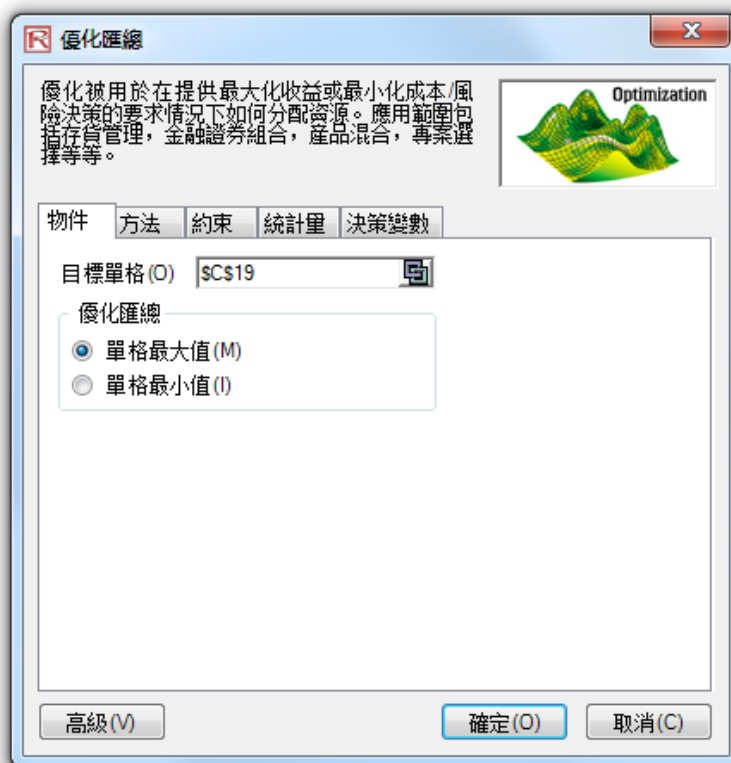 優化匯總
優化被用於在提供最大化收益或最小化成本/風
險決策的要求情況下如何分配資源。應用範圍包
括存貨管理，金融證券組合，産品混合，專案選
擇等等。
Optimization
物件 方法 約束 統計量 決策變數
目標單格(O) $C$19
優化匯總
單格最大值(M)
單格最小值(I)
高級(V) 確定(O) 取消(C)